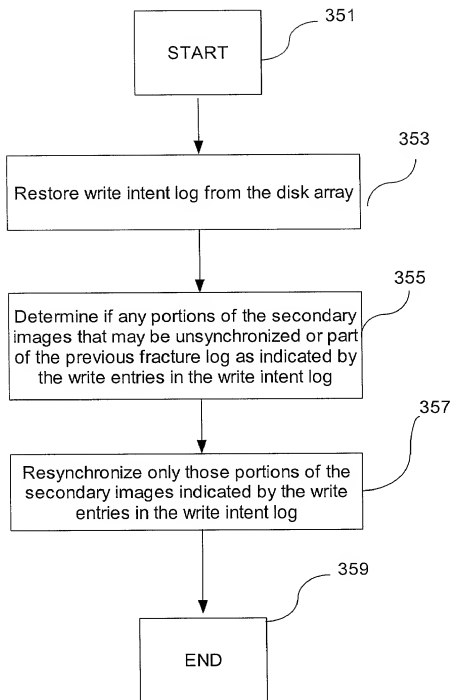 351
START
353
Restore write intent log from the disk array
355
Determine if any portions of the secondary
images that may be unsynchronized or part
of the previous fracture log as indicated by
the write entries in the write intent log
357
Resynchronize only those portions of the
secondary images indicated by the write
entries in the write intent log
359
END